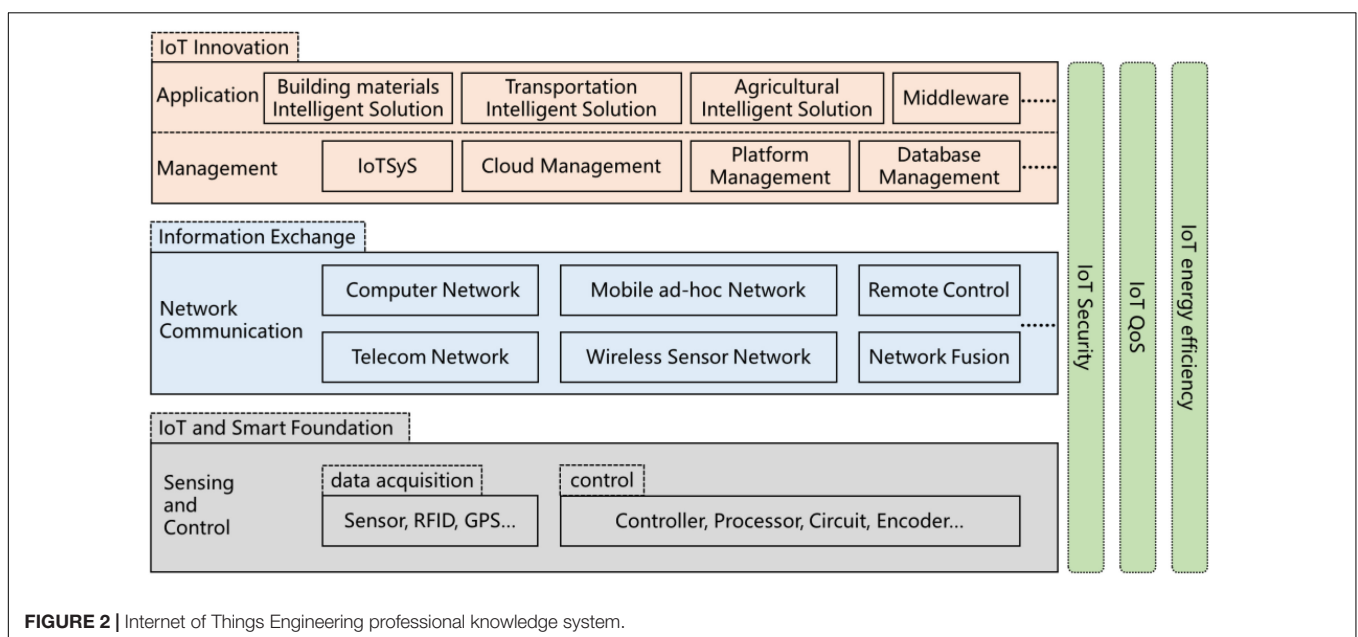 IoT Innovation
Application
Building materials
Intelligent Solution
Transportation
Intelligent Solution
Agricultural
Intelligent Solution
Middleware
......
Management
IoTSyS
Cloud Management
Platform
Management
Database
Management
......
Information Exchange
Network
Communication
Computer Network
Mobile ad-hoc Network
Remote Control
......
Telecom Network
Wireless Sensor Network
Network Fusion
IoT and Smart Foundation
Sensing
and
Control
data acquisition
Sensor, RFID, GPS...
control
Controller, Processor, Circuit, Encoder...
IoT Security
IoT QoS
IoT energy efficiency
FIGURE 2 | Internet of Things Engineering professional knowledge system.